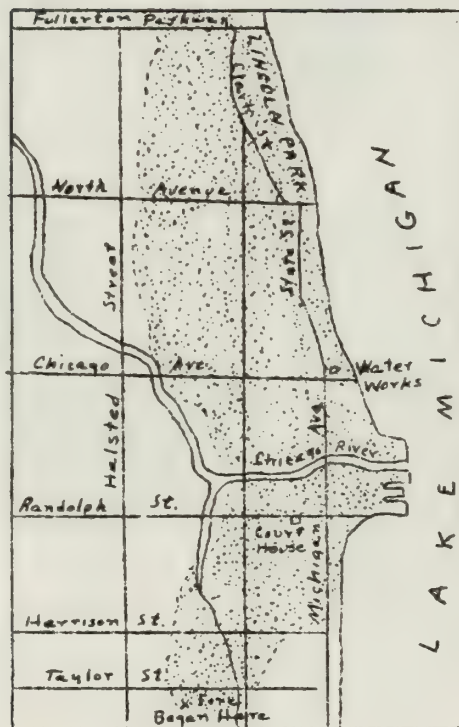 Fullerton Parkway
LINCOLN PARK
Clark St.
North Avenue
State St.
Street
Halsted
Chicago Ave.
Water
Works
LAKE MICHIGAN
Chicago River
Ave
Michigan
Randolph St.
Court
House
Harrison St.
Taylor St.
x Fire
Began Here